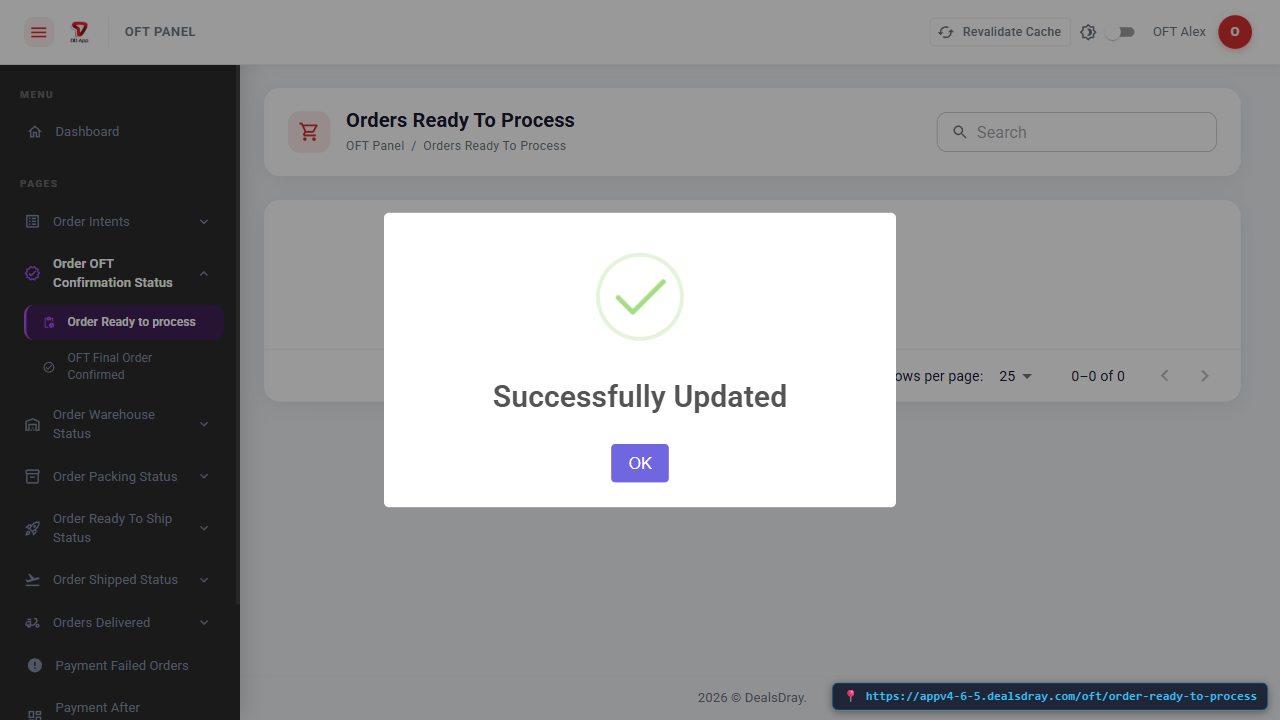 OFT PANEL
Revalidate Cache
OFT Alex
O
MENU
Dashboard
PAGES
Order Intents
Order OFT
Confirmation Status
Order Ready to process
OFT Final Order
Confirmed
Order Warehouse
Status
Order Packing Status
Order Ready To Ship
Status
Order Shipped Status
Orders Delivered
Payment Failed Orders
Payment After
Orders Ready To Process
OFT Panel / Orders Ready To Process
Search
Successfully Updated
OK
ows per page: 25 0–0 of 0
2026 © DealsDray.
https://appv4-6-5.dealsdray.com/oft/order-ready-to-process